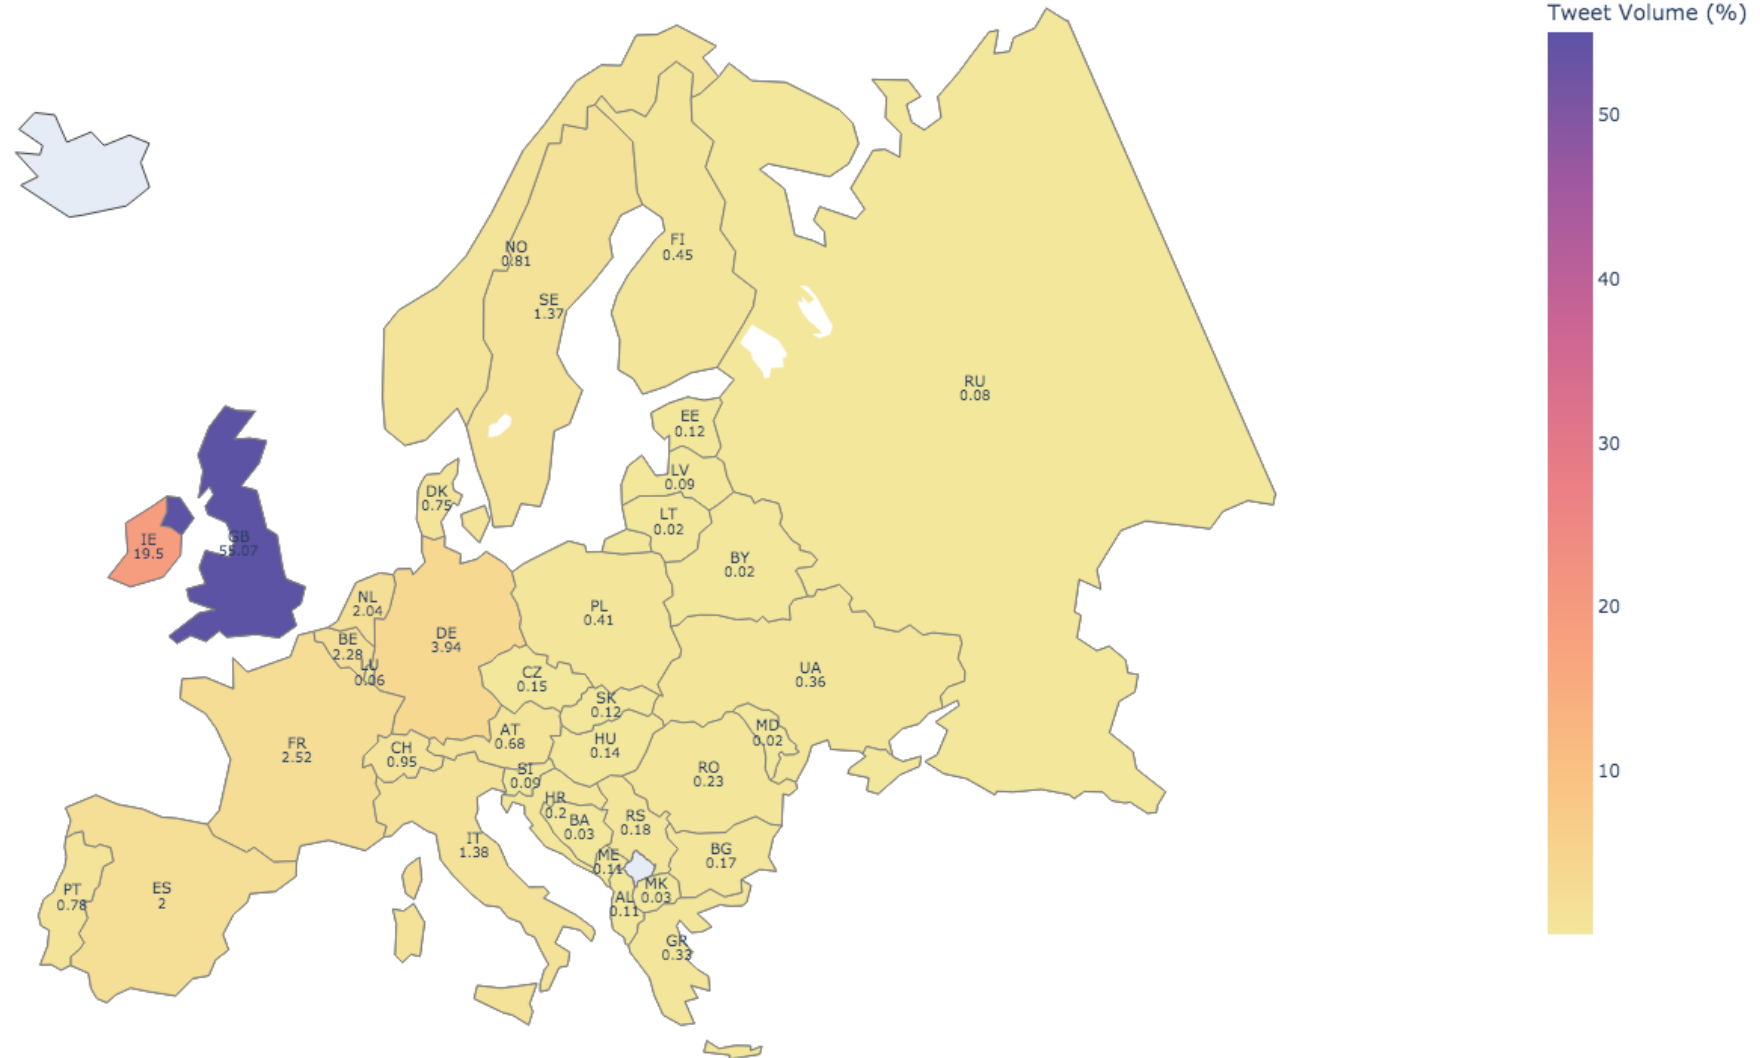 Tweet Volume (%)
50
40
30
20
10
NO
0.81
FI
0.45
SE
1.37
RU
0.08
EE
0.12
LV
0.09
DK
0.75
LT
0.02
IE
19.5
GB
55.07
BY
0.02
NL
2.04
PL
0.41
DE
3.94
BE
2.28
LU
0.06
UA
0.36
CZ
0.15
SK
0.12
MD
0.02
AT
0.68
HU
0.14
FR
2.52
CH
0.95
SI
0.09
RO
0.23
HR
0.2
BA
0.03
RS
0.18
IT
1.38
BG
0.17
ME
0.11
MK
0.03
PT
0.78
ES
2
AL
0.11
GR
0.33